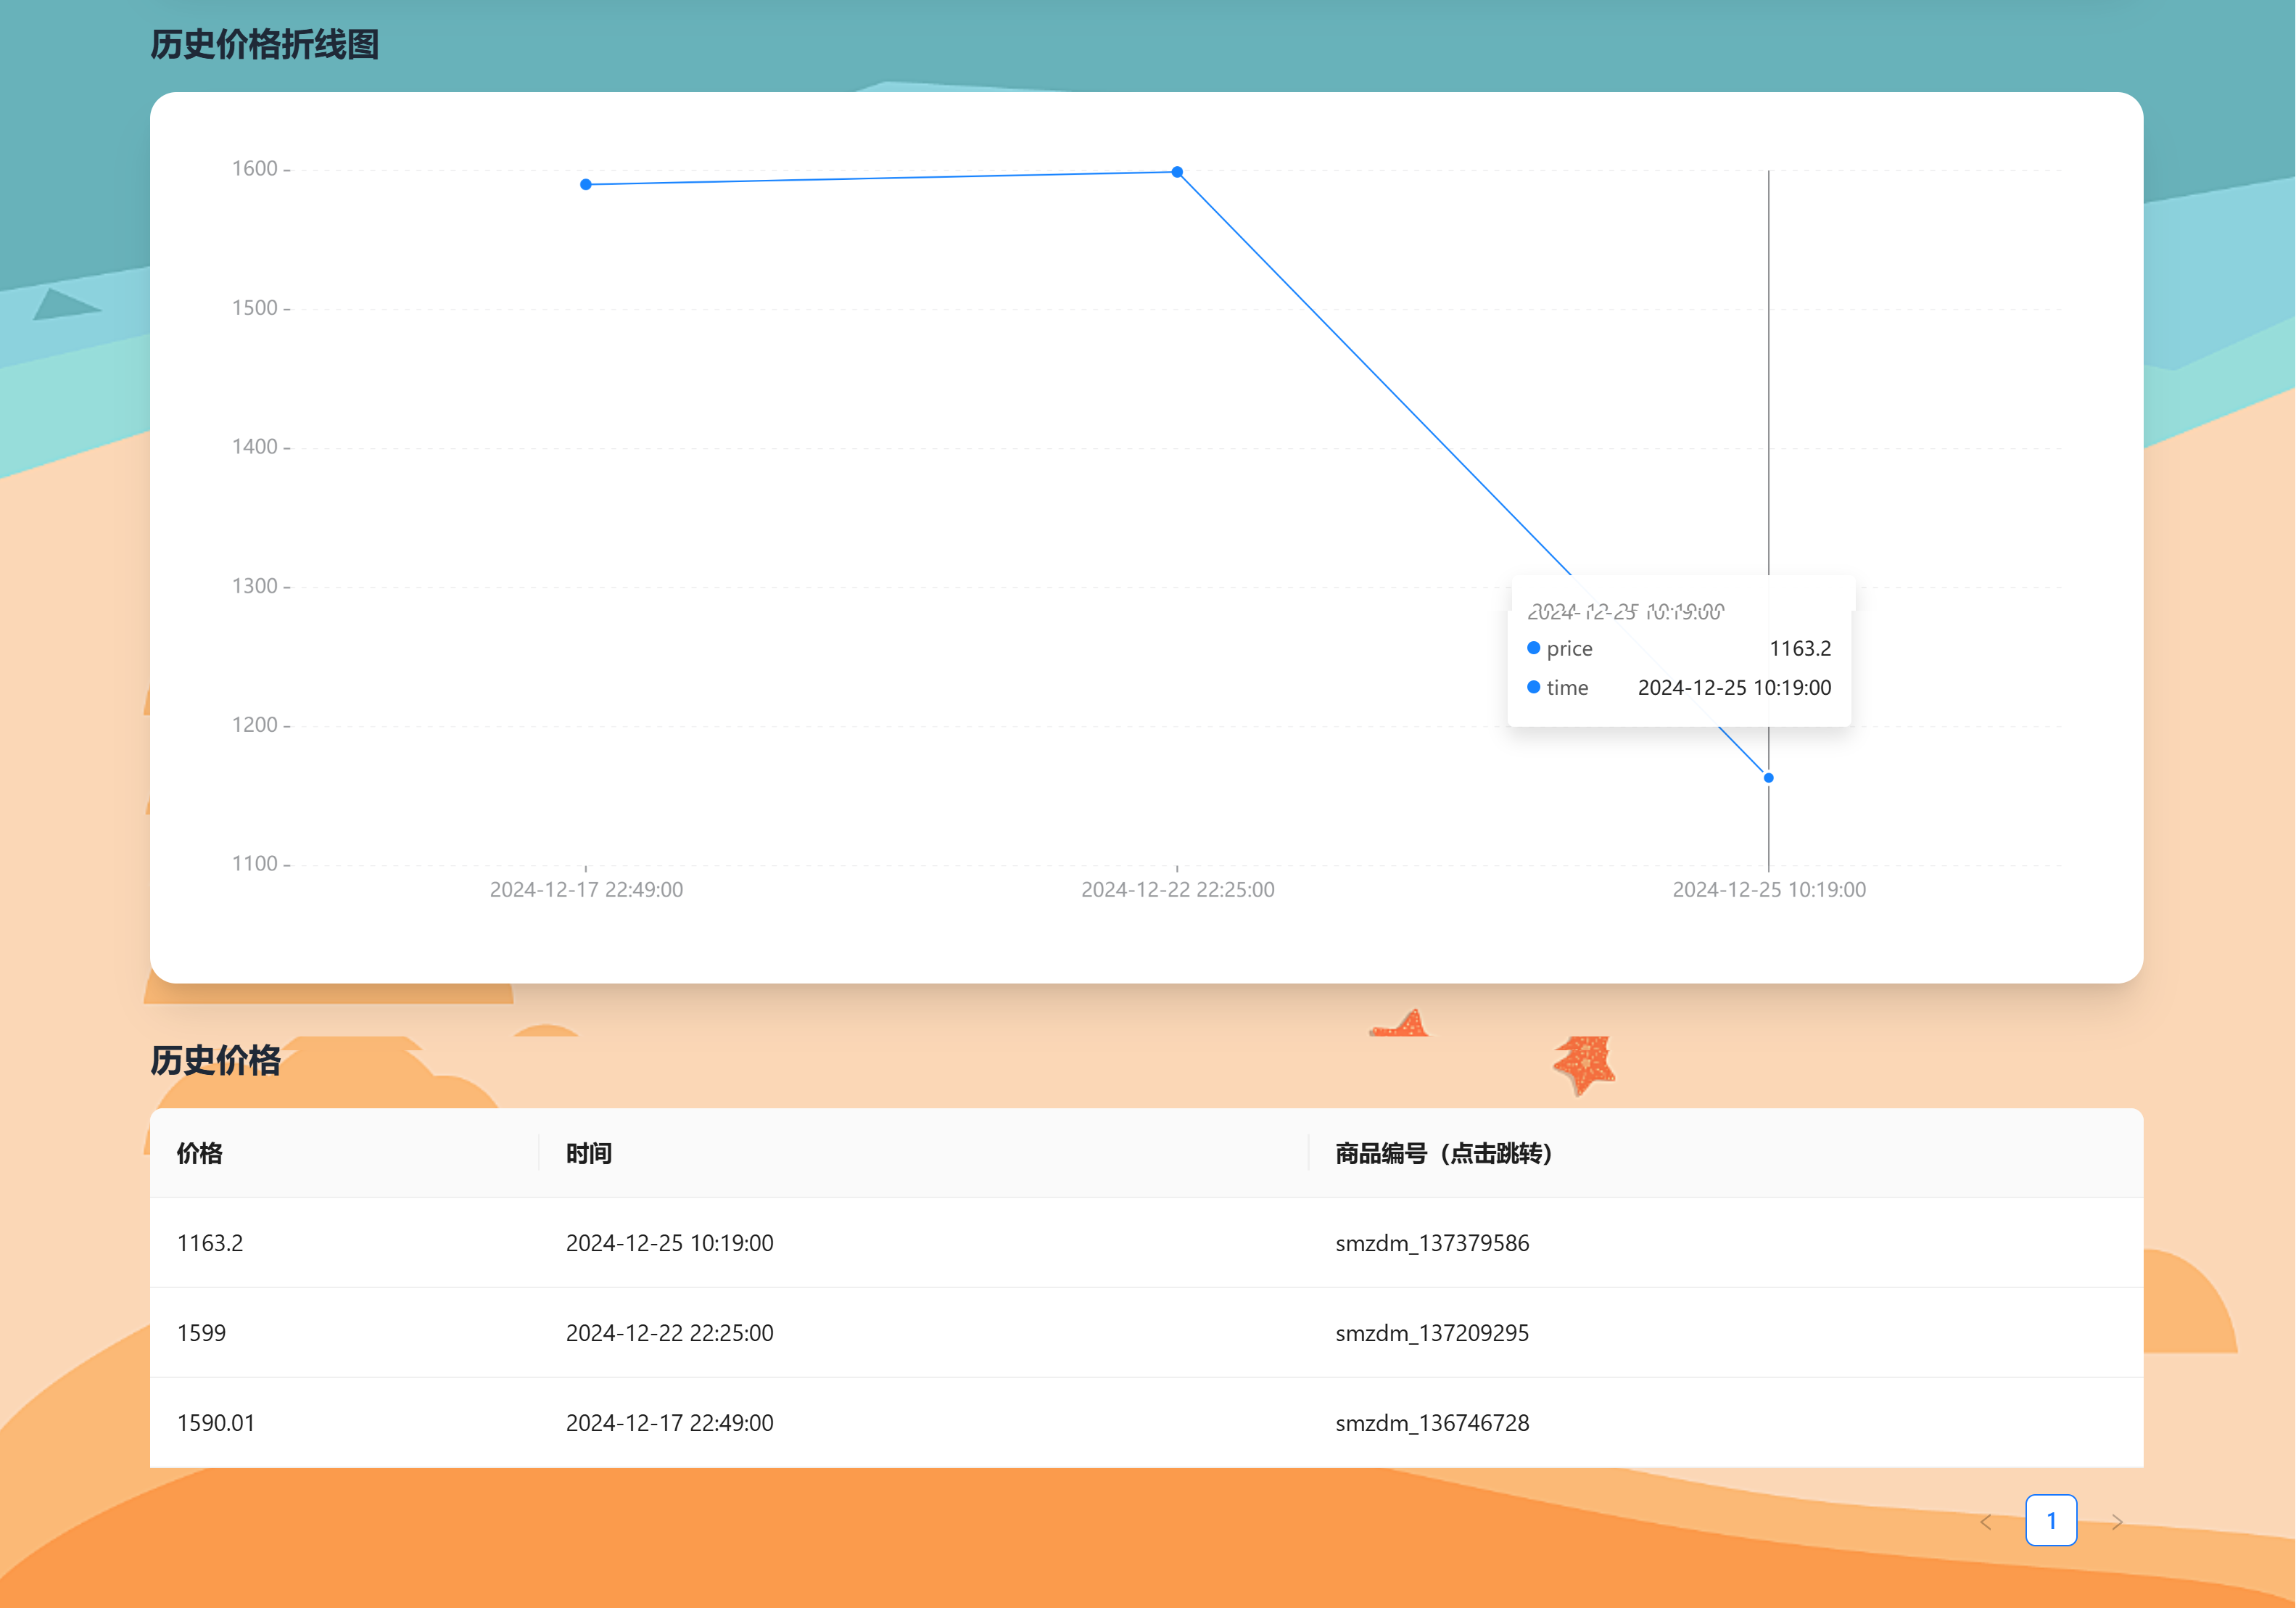 历史价格折线图
1600
1500
1400
1300
1200
1100
2024-12-25 10:19:00
price 1163.2
time 2024-12-25 10:19:00
2024-12-17 22:49:00 2024-12-22 22:25:00 2024-12-25 10:19:00
历史价格
价格 时间 商品编号（点击跳转）
1163.2 2024-12-25 10:19:00 smzdm_137379586
1599 2024-12-22 22:25:00 smzdm_137209295
1590.01 2024-12-17 22:49:00 smzdm_136746728
< 1 >